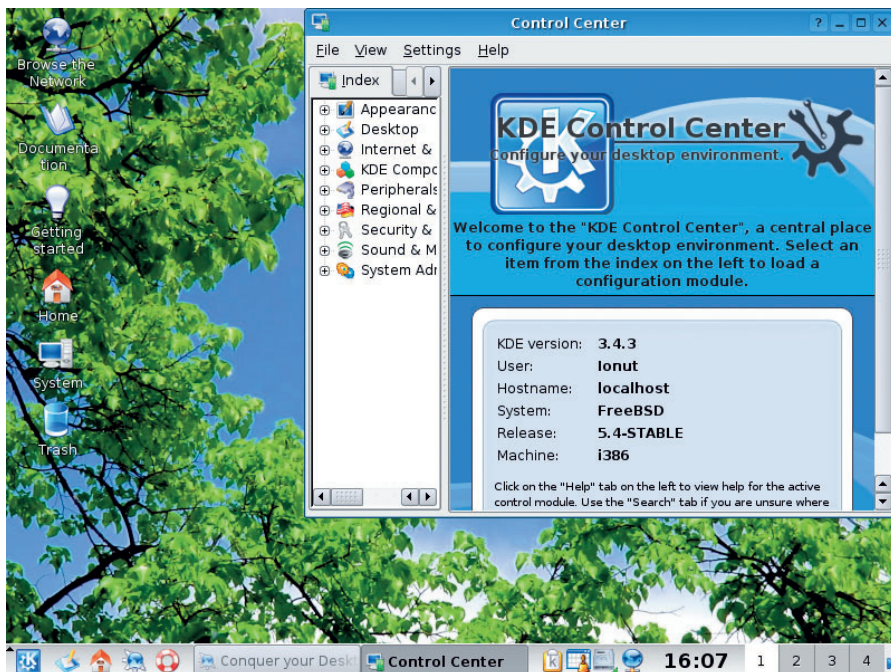 Browse the
Network
Documenta
tion
Getting
started
Home
System
Trash
Control Center
File View Settings Help
Index
Appearanc
Desktop
Internet &
KDE Compo
Peripherals
Regional &
Security &
Sound & M
System Adr
KDE Control Center
Configure your desktop environment.
Welcome to the "KDE Control Center", a central place
to configure your desktop environment. Select an
item from the index on the left to load a
configuration module.
KDE version: 3.4.3
User: Ionut
Hostname: localhost
System: FreeBSD
Release: 5.4-STABLE
Machine: i386
Click on the "Help" tab on the left to view help for the active
control module. Use the "Search" tab if you are unsure where
Conquer your Deskt
Control Center
16:07
1 2 3 4